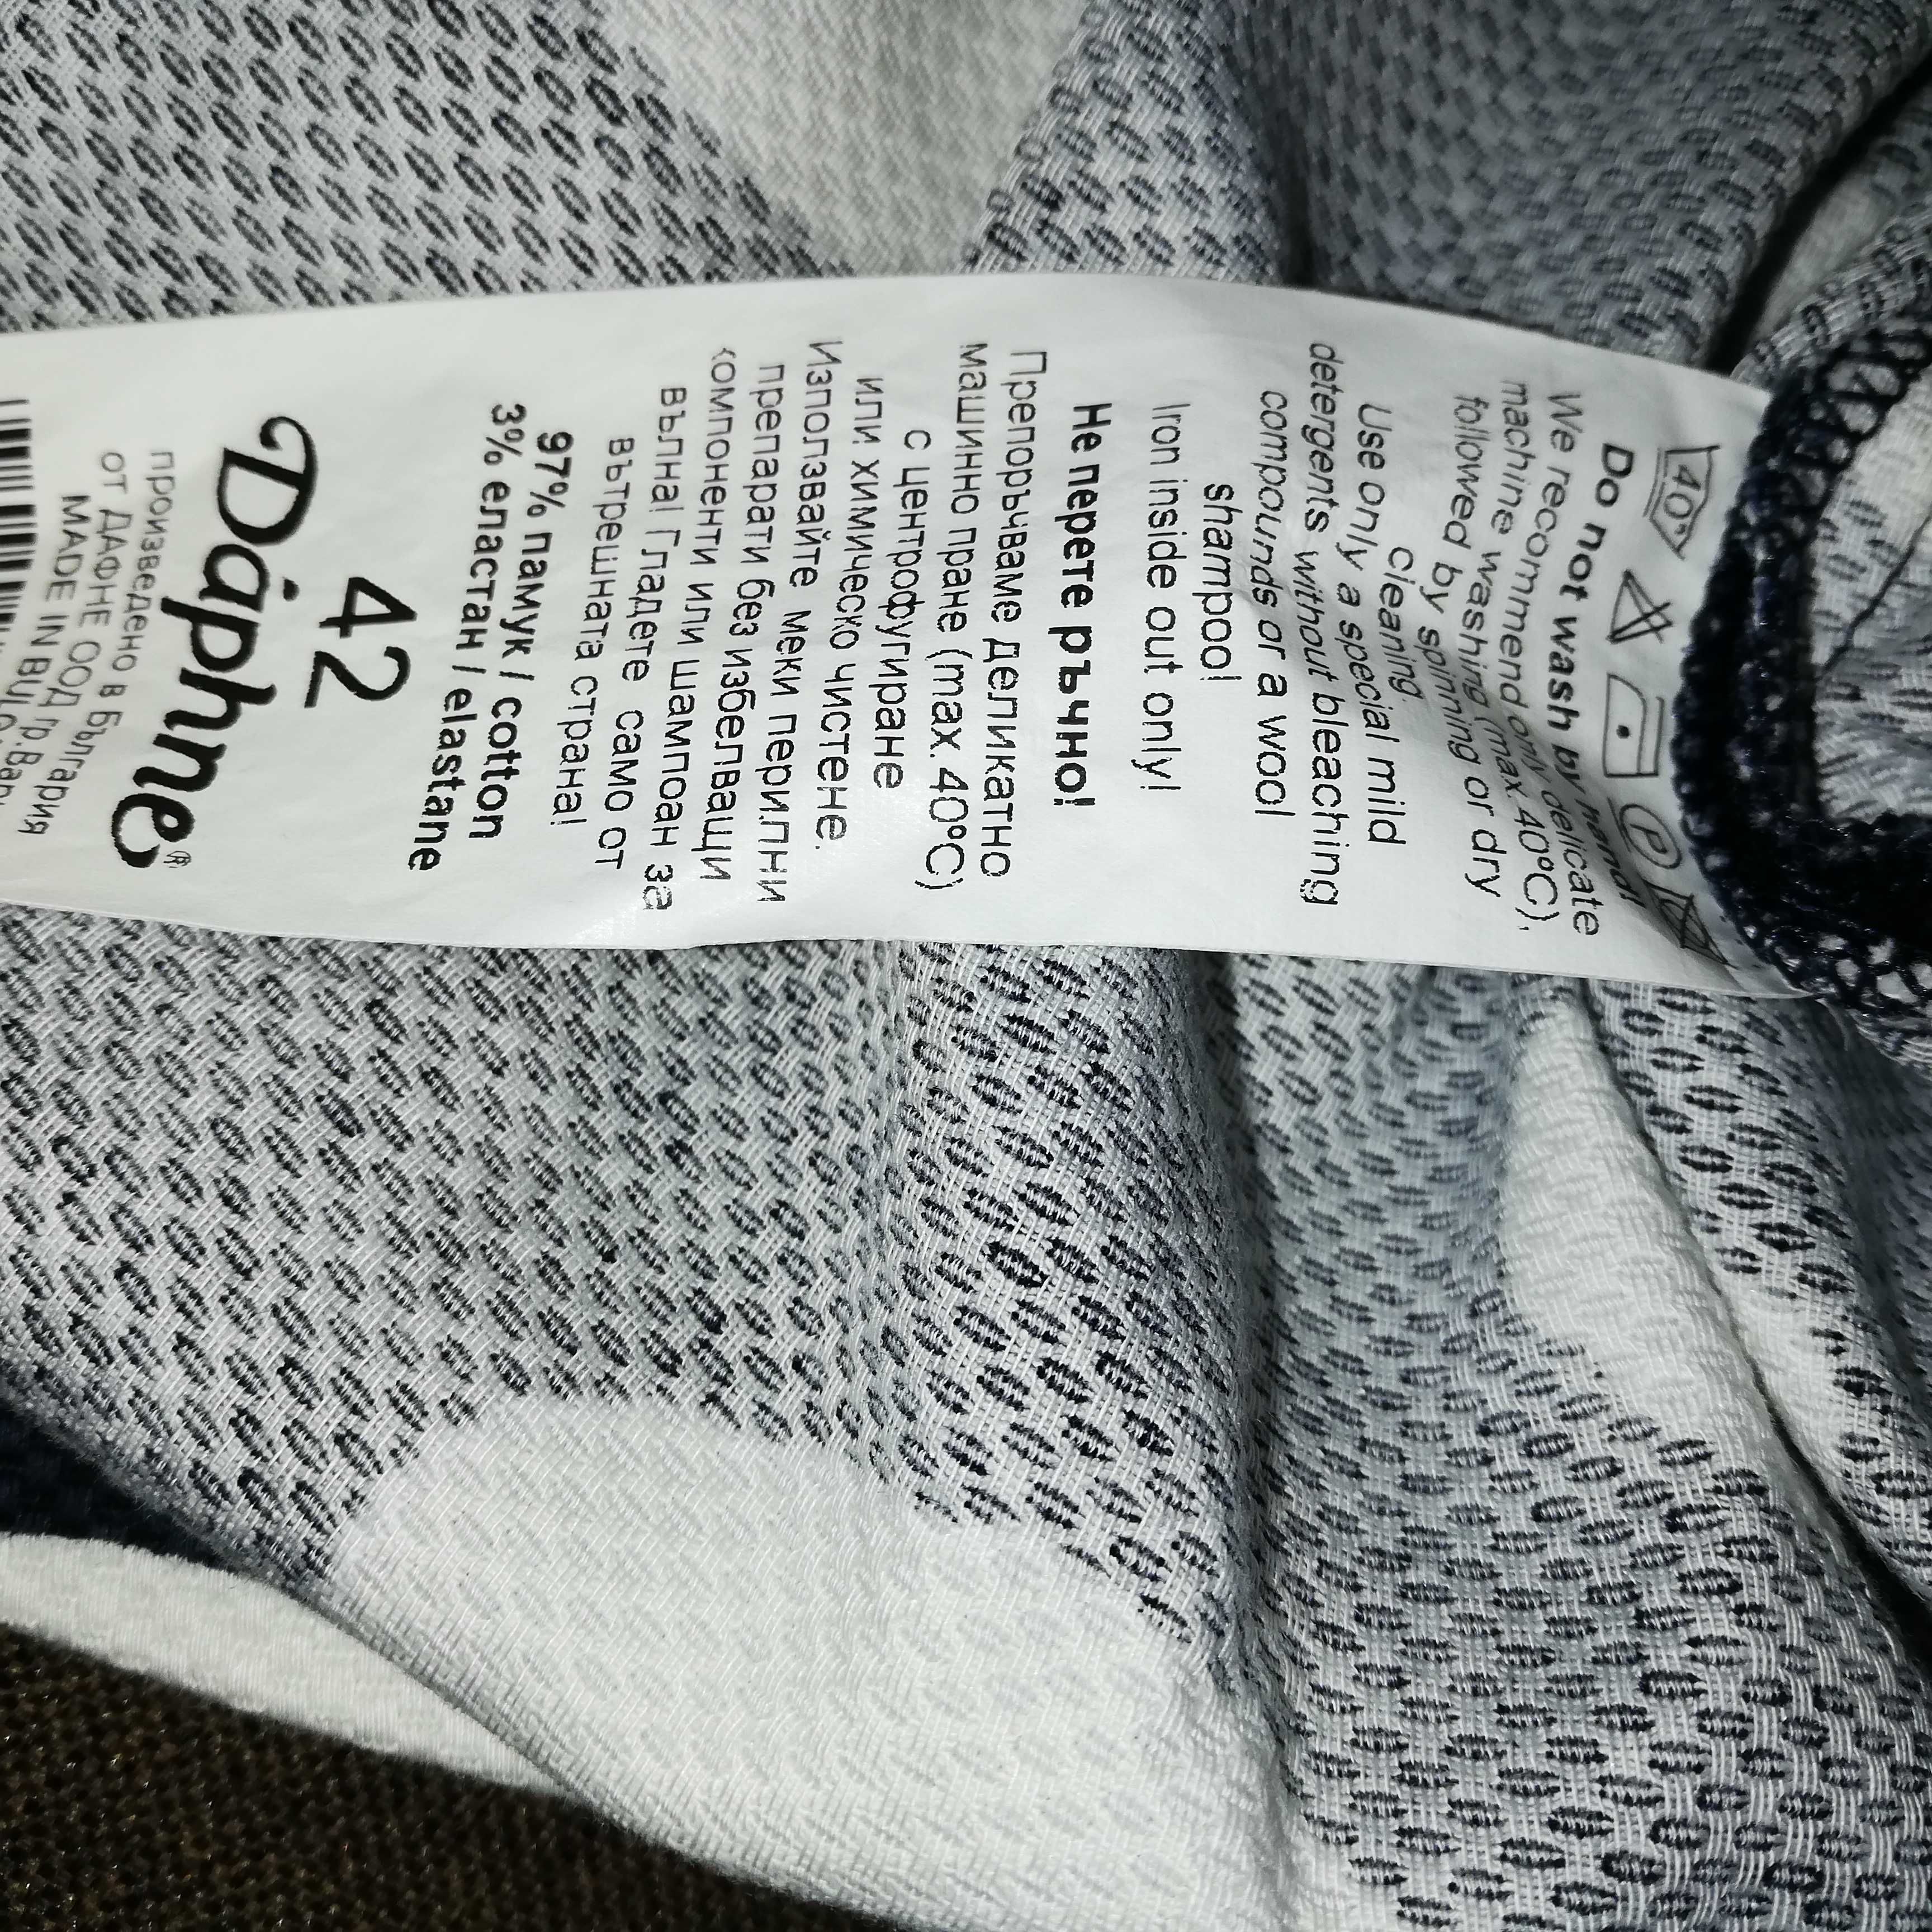 40°
P
Do not wash by hand!
We recommend only delicate
machine washing (max 40°C),
followed by spinning or dry
cleaning.
Use only a special mild
detergents without bleaching
compounds or a wool
shampoo!
Iron inside out only!
Не перете ръчно!
Препоръчваме деликатно
машинно пране (max. 40°C)
с центрофугиране
или химическо чистене.
Използвайте меки перилни
препарати без избелващи
компоненти или шампоан за
вълна! Гладете само от
вътрешната страна!
97% памук / cotton
3% еластан / elastane
42
Daphne®
произведено в България
от ДАФНЕ ООД гр.
MADE IN